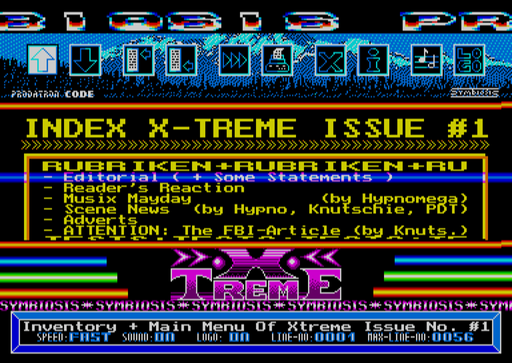 BIOSIS PR
PRODATRON CODE
SYMBIOSIS
INDEX X-TREME ISSUE #1
RUBRIKEN+RUBRIKEN+RU
- Editorial ( + Some Statements )
- Reader's Reaction
- Musix Mayday (by Hypnomega)
- Scene News (by Hypno, Knutschie, PDT)
- Adverts
- ATTENTION: The FBI-Article (by Knuts.)
X
TREME
SYMBIOSIS*SYMBIOSIS*SYMBIOSIS*SYMBIOSIS*SYMBIOSIS
Inventory + Main Menu Of Xtreme Issue No. #1
SPEED:FAST SOUND:ON LOGO: ON LINE-NO:0001 MAX-LINE-NO:0056